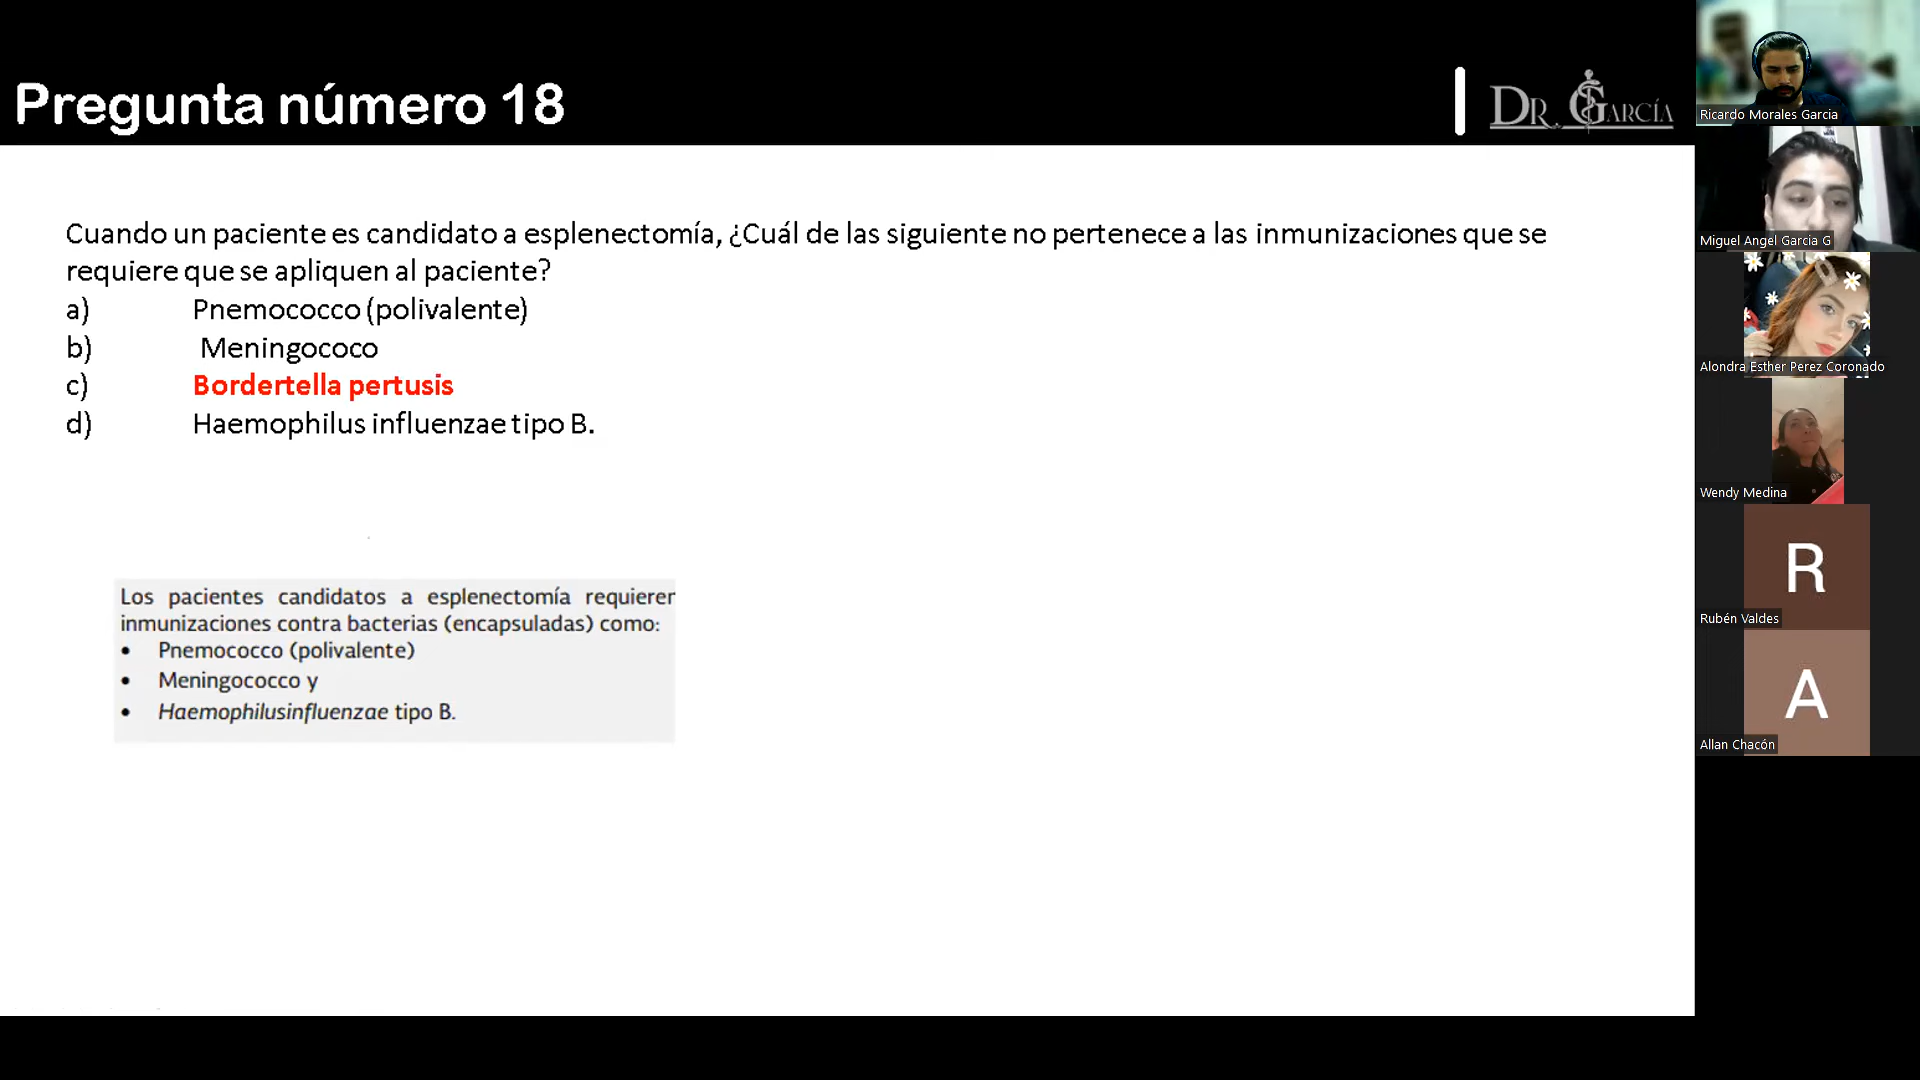 Pregunta número 18
DR. GARCÍA
Cuando un paciente es candidato a esplenectomía, ¿Cuál de las siguiente no pertenece a las inmunizaciones que se
requiere que se apliquen al paciente?
a) Pnemococco (polivalente)
b) Meningococo
c) Bordertella pertusis
d) Haemophilus influenzae tipo B.
Los pacientes candidatos a esplenectomía requierer
inmunizaciones contra bacterias (encapsuladas) como:
• Pnemococco (polivalente)
• Meningococco y
• Haemophilusinfluenzae tipo B.
Ricardo Morales Garcia
Miguel Angel Garcia G
Alondra Esther Perez Coronado
Wendy Medina
R
Rubén Valdes
A
Allan Chacón